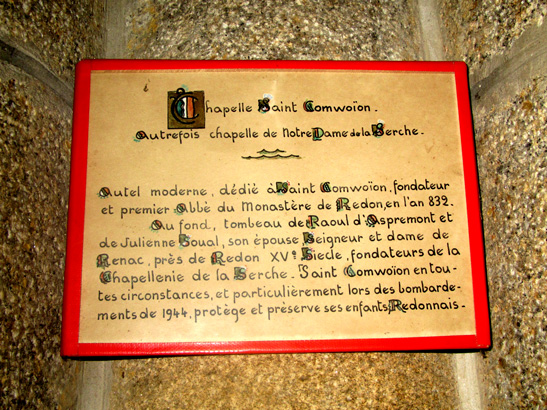 Chapelle Saint Comwoïon.
Autrefois chapelle de Notre Dame de la Berche.
Autel moderne, dédié à Saint Comwoïon, fondateur
et premier Abbé du Monastère de Redon, en l'an 832.
Au fond, tombeau de Raoul d'Aspremont et
de Julienne Goual, son épouse Seigneur et dame de
Renac, près de Redon XVe Siècle, fondateurs de la
Chapellenie de la Berche. Saint Comwoïon en tou-
tes circonstances, et particulièrement lors des bombarde-
ments de 1944, protège et préserve ses enfants, Redonnais.